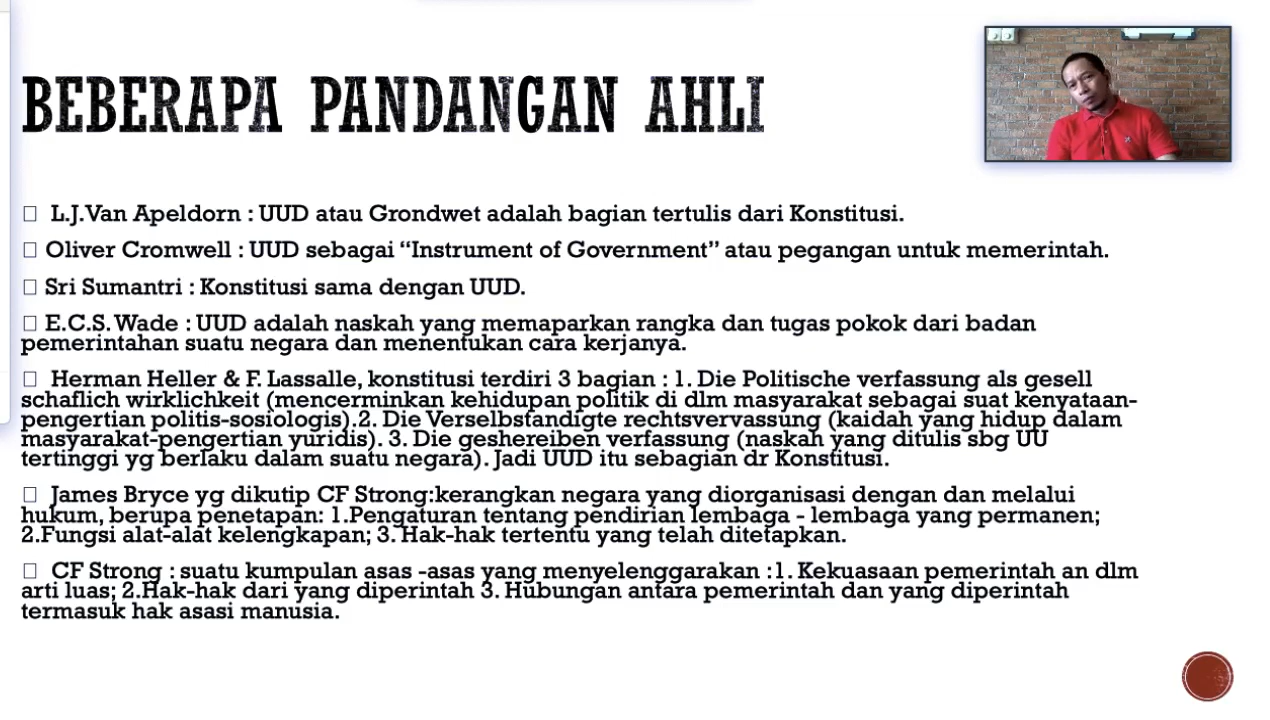 BEBERAPA PANDANGAN AHLI
L.J.Van Apeldorn : UUD atau Grondwet adalah bagian tertulis dari Konstitusi.
Oliver Cromwell : UUD sebagai “Instrument of Government” atau pegangan untuk memerintah.
Sri Sumantri : Konstitusi sama dengan UUD.
E.C.S. Wade : UUD adalah naskah yang memaparkan rangka dan tugas pokok dari badan
pemerintahan suatu negara dan menentukan cara kerjanya.
Herman Heller & F. Lassalle, konstitusi terdiri 3 bagian : 1. Die Politische verfassung als gesell
schaflich wirklichkeit (mencerminkan kehidupan politik di dlm masyarakat sebagai suat kenyataan-
pengertian politis-sosiologis).2. Die Verselbstandigte rechtsvervassung (kaidah yang hidup dalam
masyarakat-pengertian yuridis). 3. Die geshereiben verfassung (naskah yang ditulis sbg UU
tertinggi yg berlaku dalam suatu negara). Jadi UUD itu sebagian dr Konstitusi.
James Bryce yg dikutip CF Strong:kerangkan negara yang diorganisasi dengan dan melalui
hukum, berupa penetapan: 1.Pengaturan tentang pendirian lembaga - lembaga yang permanen;
2.Fungsi alat-alat kelengkapan; 3. Hak-hak tertentu yang telah ditetapkan.
CF Strong : suatu kumpulan asas -asas yang menyelenggarakan :1. Kekuasaan pemerintah an dlm
arti luas; 2.Hak-hak dari yang diperintah 3. Hubungan antara pemerintah dan yang diperintah
termasuk hak asasi manusia.